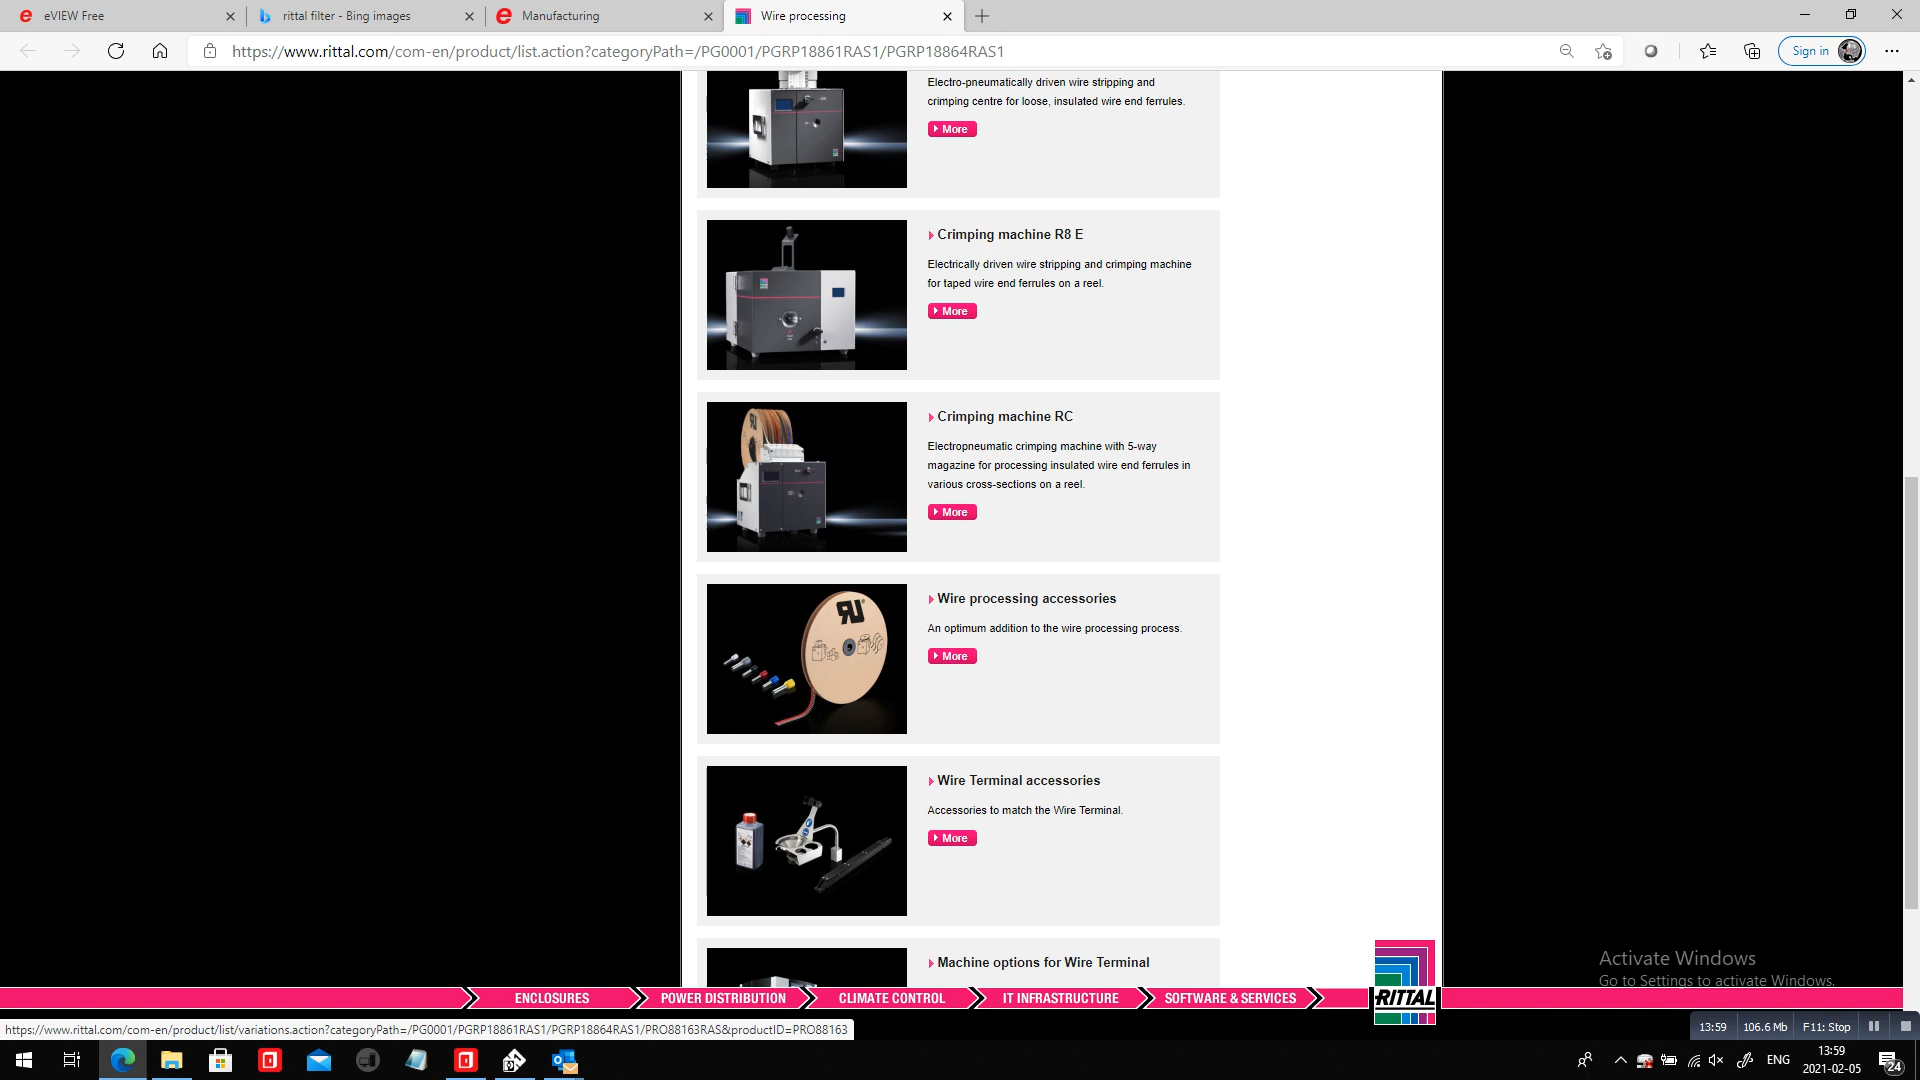 eVIEW Free
rittal filter - Bing images
Manufacturing
Wire processing
https://www.rittal.com/com-en/product/list.action?categoryPath=/PG0001/PGRP18861RAS1/PGRP18864RAS1
Sign in
Electro-pneumatically driven wire stripping and
crimping centre for loose, insulated wire end ferrules.
More
Crimping machine R8 E
Electrically driven wire stripping and crimping machine
for taped wire end ferrules on a reel.
More
Crimping machine RC
Electropneumatic crimping machine with 5-way
magazine for processing insulated wire end ferrules in
various cross-sections on a reel.
More
Wire processing accessories
An optimum addition to the wire processing process.
More
Wire Terminal accessories
Accessories to match the Wire Terminal.
More
Machine options for Wire Terminal
Activate Windows
Go to Settings to activate Windows.
ENCLOSURES
POWER DISTRIBUTION
CLIMATE CONTROL
IT INFRASTRUCTURE
SOFTWARE & SERVICES
RITTAL
https://www.rittal.com/com-en/product/list/variations.action?categoryPath=/PG0001/PGRP18861RAS1/PGRP18864RAS1/PRO88163RAS&productID=PRO88163
13:59
106.6 Mb
F11: Stop
ENG
13:59
2021-02-05
24